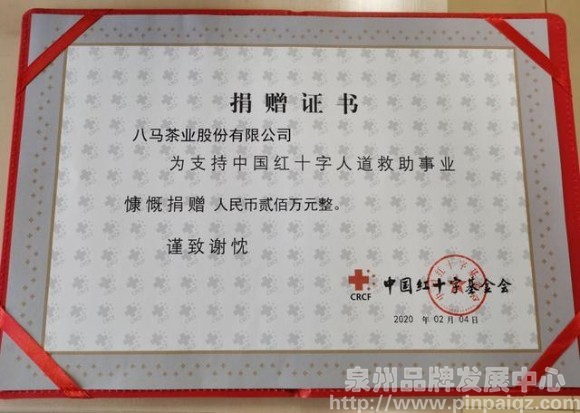 捐赠证书
八马茶业股份有限公司
为支持中国红十字人道救助事业
慷慨捐赠 人民币贰佰万元整。
谨致谢忱
CRCF
中国红十字基金会
2020 年 02 月 04 日
泉州品牌发展中心
http://www.pinpaiqz.com